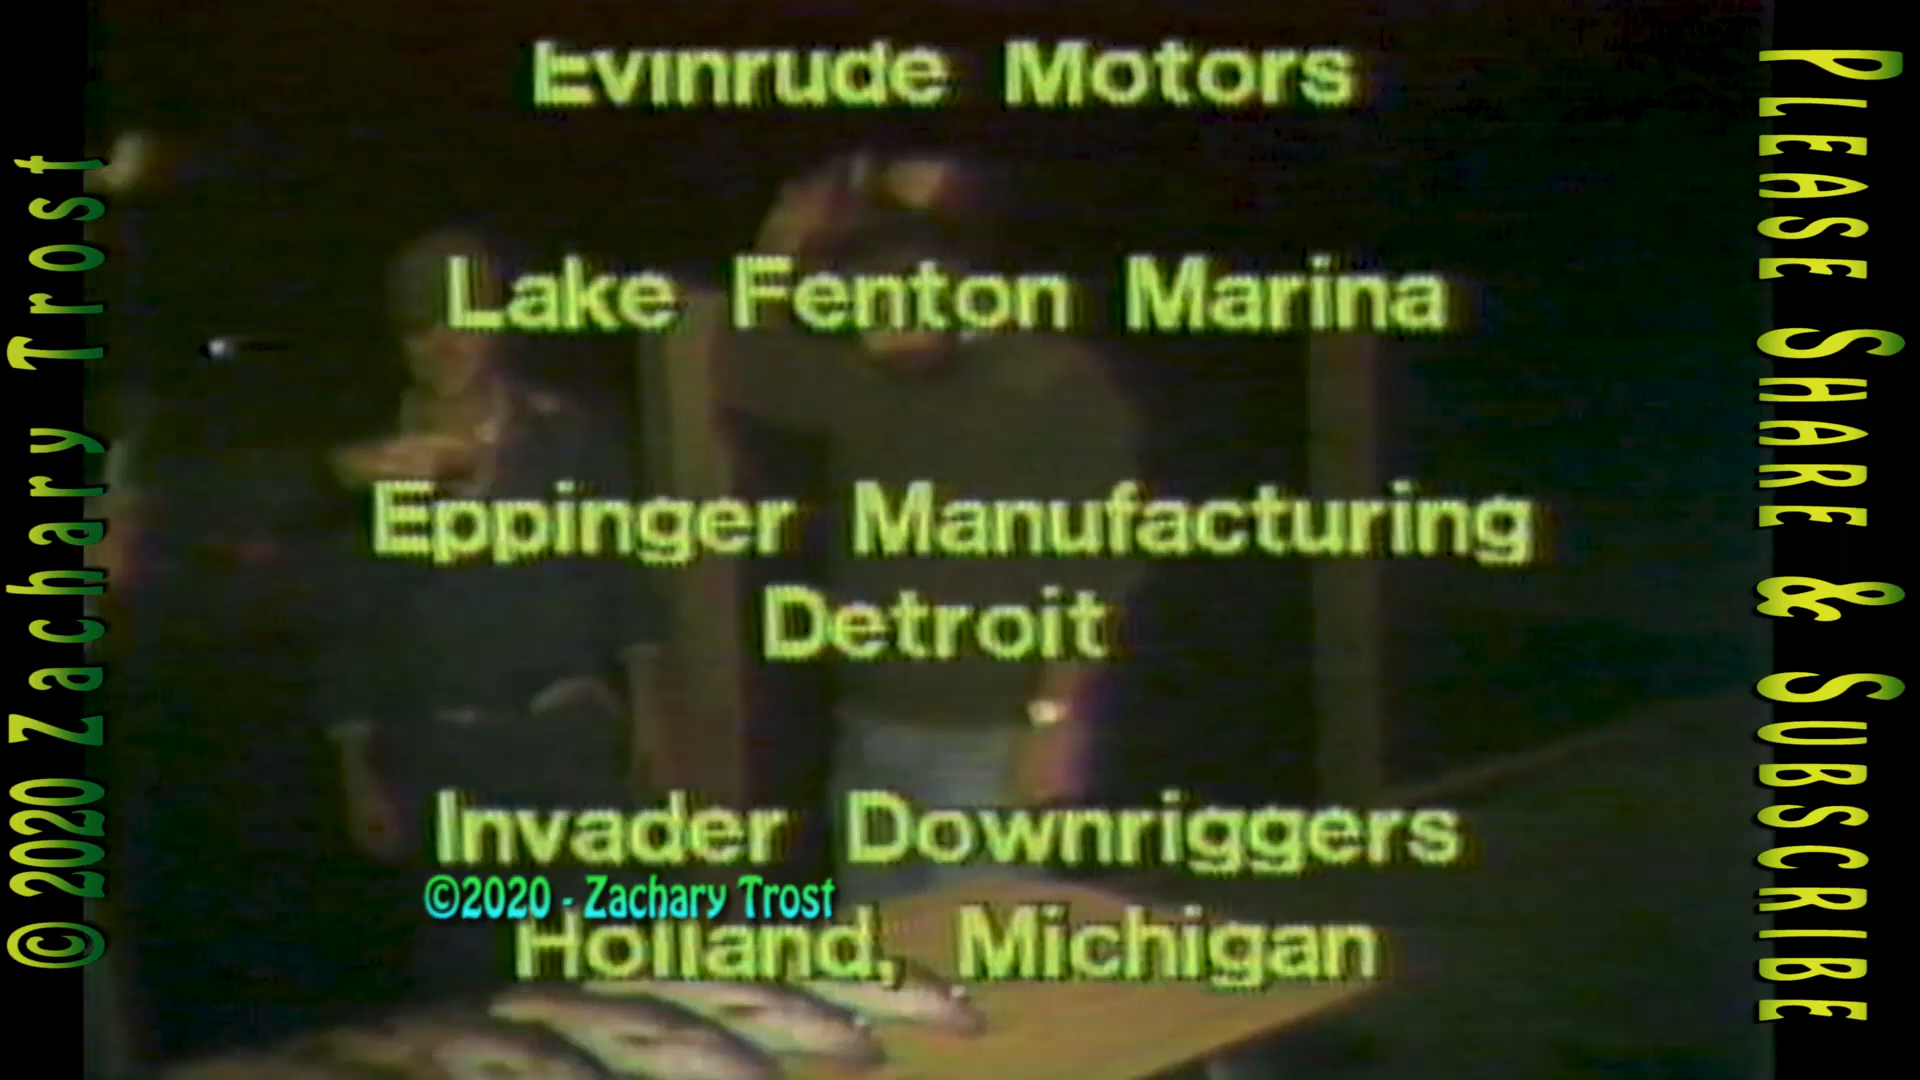 Evinrude Motors
Lake Fenton Marina
Eppinger Manufacturing
Detroit
Invader Downriggers
©2020 - Zachary Trost
Holland, Michigan
© 2020 Zachary Trost
Please Share & Subscribe